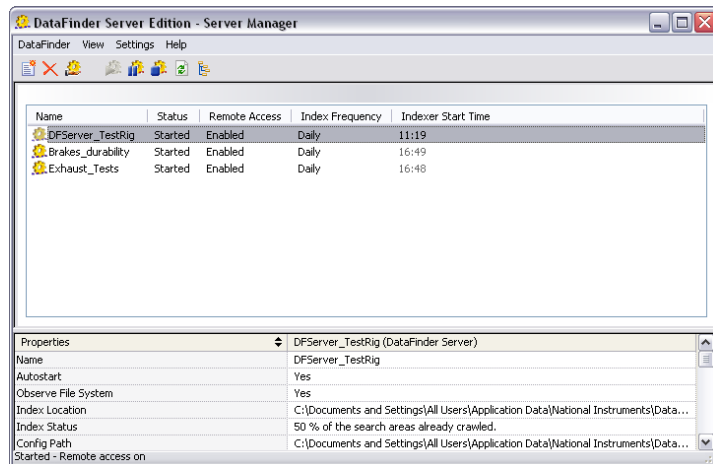 DataFinder Server Edition - Server Manager
DataFinder View Settings Help
Name Status Remote Access Index Frequency Indexer Start Time
DFServer_TestRig Started Enabled Daily 11:19
Brakes_durability Started Enabled Daily 16:49
Exhaust_Tests Started Enabled Daily 16:48
Properties DFServer_TestRig (DataFinder Server)
Name DFServer_TestRig
Autostart Yes
Observe File System Yes
Index Location C:\Documents and Settings\All Users\Application Data\National Instruments\Data...
Index Status 50 % of the search areas already crawled.
Config Path C:\Documents and Settings\All Users\Application Data\National Instruments\Data...
Started - Remote access on